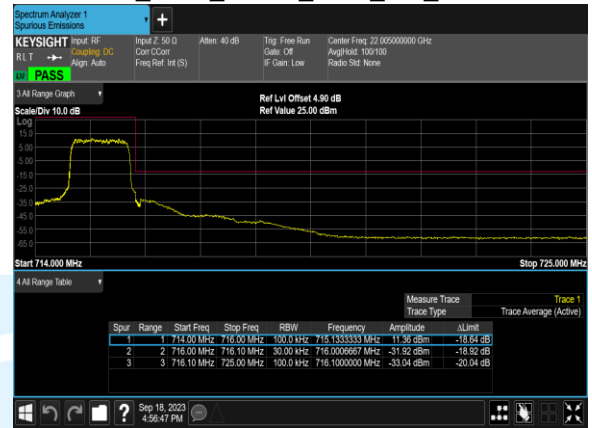 Spectrum Analyzer 1
Spurious Emissions
KEYSIGHT Input: RF Input Z: 50 Ω Atten: 40 dB Trig: Free Run Center Freq: 22.005000000 GHz
Coupling: DC Corr CCorr Gate: Off Avg|Hold: 100/100
RLT Align: Auto Freq Ref: Int (S) IF Gain: Low Radio Std: None
PASS
3 All Range Graph
Ref Lvl Offset 4.90 dB
Scale/Div 10.0 dB Ref Value 25.00 dBm
Log
15.0
5.00
-5.00
-15.0
-25.0
-35.0
-45.0
-55.0
-65.0
Start 714.000 MHz Stop 725.000 MHz
4 All Range Table
Measure Trace Trace 1
Trace Type Trace Average (Active)
Spur Range Start Freq Stop Freq RBW Frequency Amplitude ΔLimit
1 1 714.00 MHz 716.00 MHz 100.0 kHz 715.1333333 MHz 11.36 dBm -18.64 dB
2 2 716.00 MHz 716.10 MHz 30.00 kHz 716.0006667 MHz -31.92 dBm -18.92 dB
3 3 716.10 MHz 725.00 MHz 100.0 kHz 716.1000000 MHz -33.04 dBm -20.04 dB
? Sep 18, 2023
4:56:47 PM